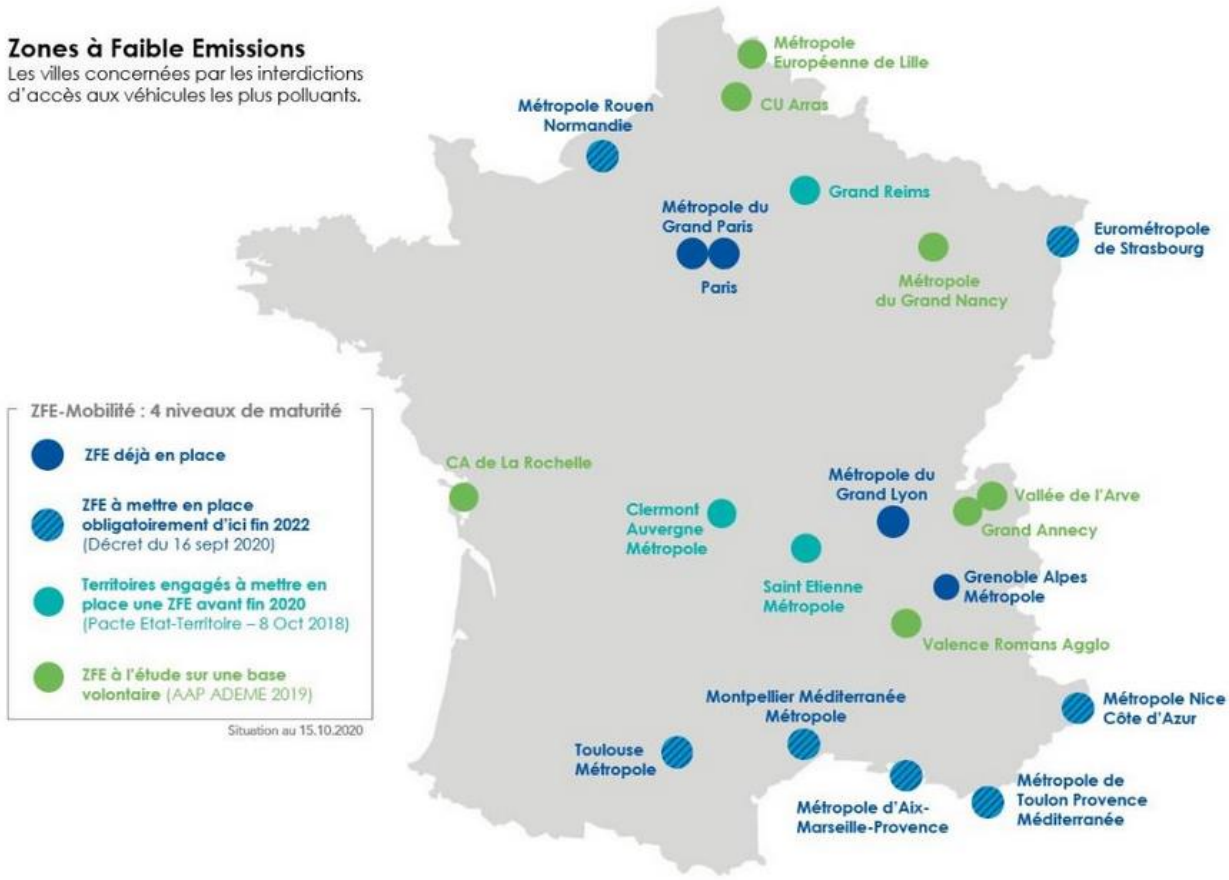 Zones à Faible Emissions
Les villes concernées par les interdictions
d'accès aux véhicules les plus polluants.
Métropole
Européenne de Lille
CU Arras
Métropole Rouen
Normandie
Grand Reims
Métropole du
Grand Paris
Paris
Eurométropole
de Strasbourg
Métropole
du Grand Nancy
ZFE-Mobilité : 4 niveaux de maturité
ZFE déjà en place
ZFE à mettre en place
obligatoirement d'ici fin 2022
(Décret du 16 sept 2020)
Territoires engagés à mettre en
place une ZFE avant fin 2020
(Pacte Etat-Territoire – 8 Oct 2018)
ZFE à l'étude sur une base
volontaire (AAP ADEME 2019)
Situation au 15.10.2020
CA de La Rochelle
Clermont
Auvergne
Métropole
Métropole du
Grand Lyon
Vallée de l'Arve
Grand Annecy
Saint Etienne
Métropole
Grenoble Alpes
Métropole
Valence Romans Agglo
Montpellier Méditerranée
Métropole
Métropole Nice
Côte d'Azur
Toulouse
Métropole
Métropole d'Aix-
Marseille-Provence
Métropole de
Toulon Provence
Méditerranée